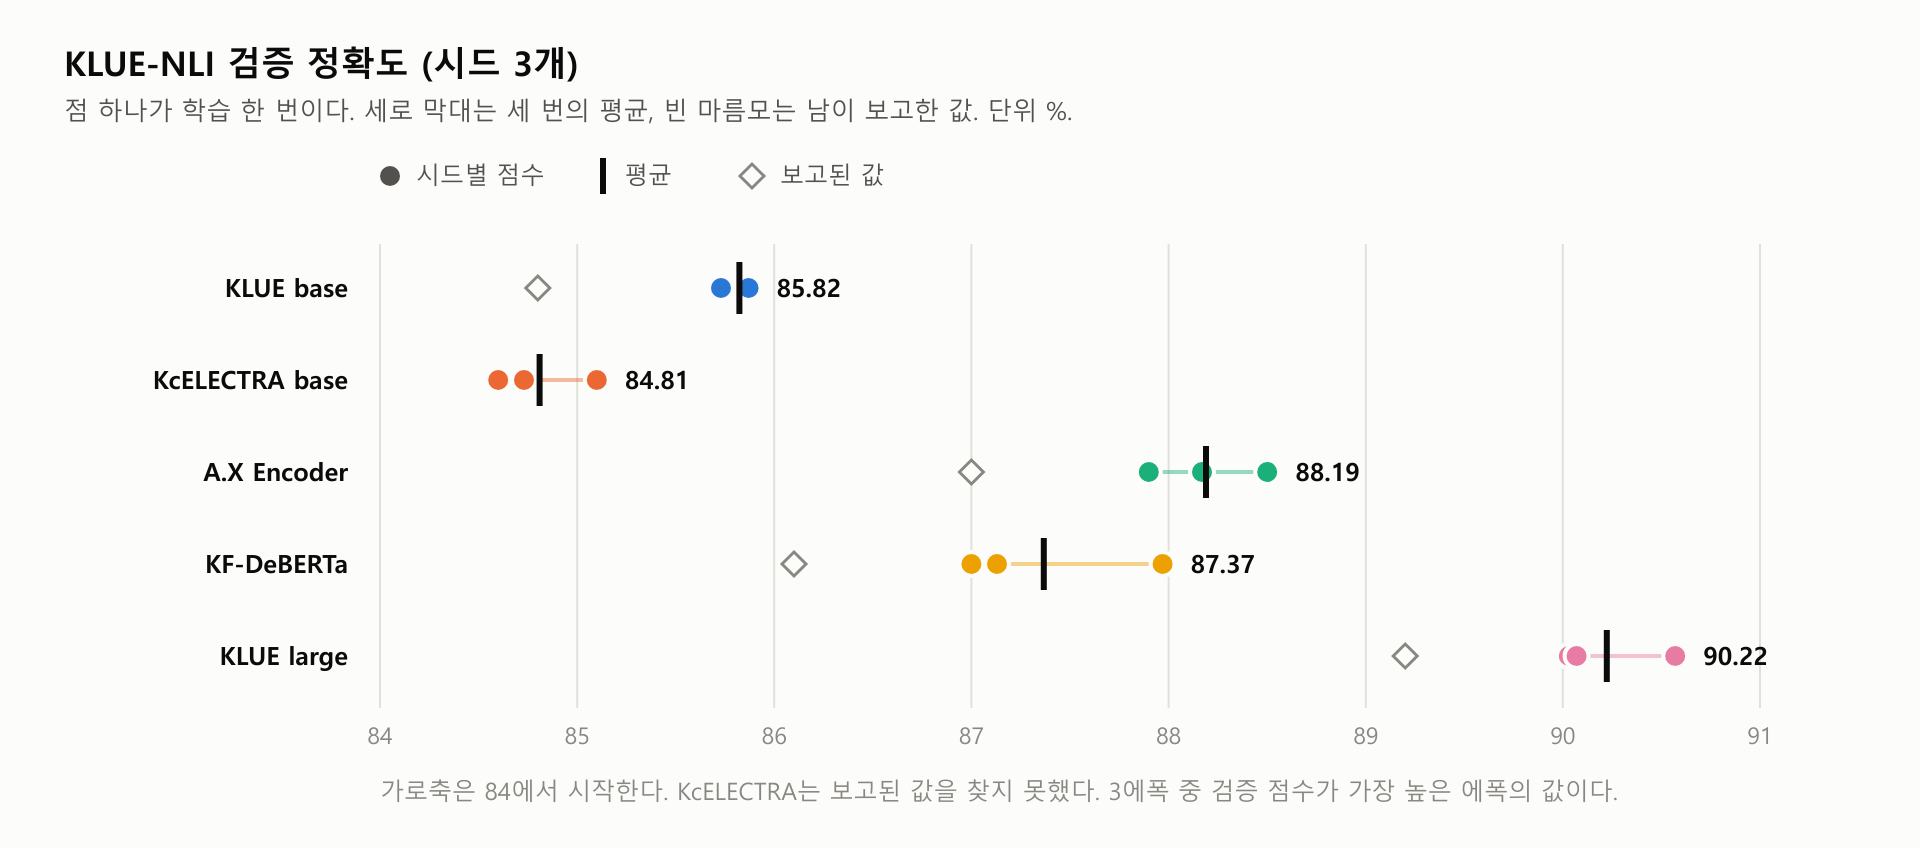 KLUE-NLI 검증 정확도 (시드 3개)
점 하나가 학습 한 번이다. 세로 막대는 세 번의 평균, 빈 마름모는 남이 보고한 값. 단위 %.
시드별 점수 평균 보고된 값
KLUE base 85.82
KcELECTRA base 84.81
A.X Encoder 88.19
KF-DeBERTa 87.37
KLUE large 90.22
84 85 86 87 88 89 90 91
가로축은 84에서 시작한다. KcELECTRA는 보고된 값을 찾지 못했다. 3에폭 중 검증 점수가 가장 높은 에폭의 값이다.